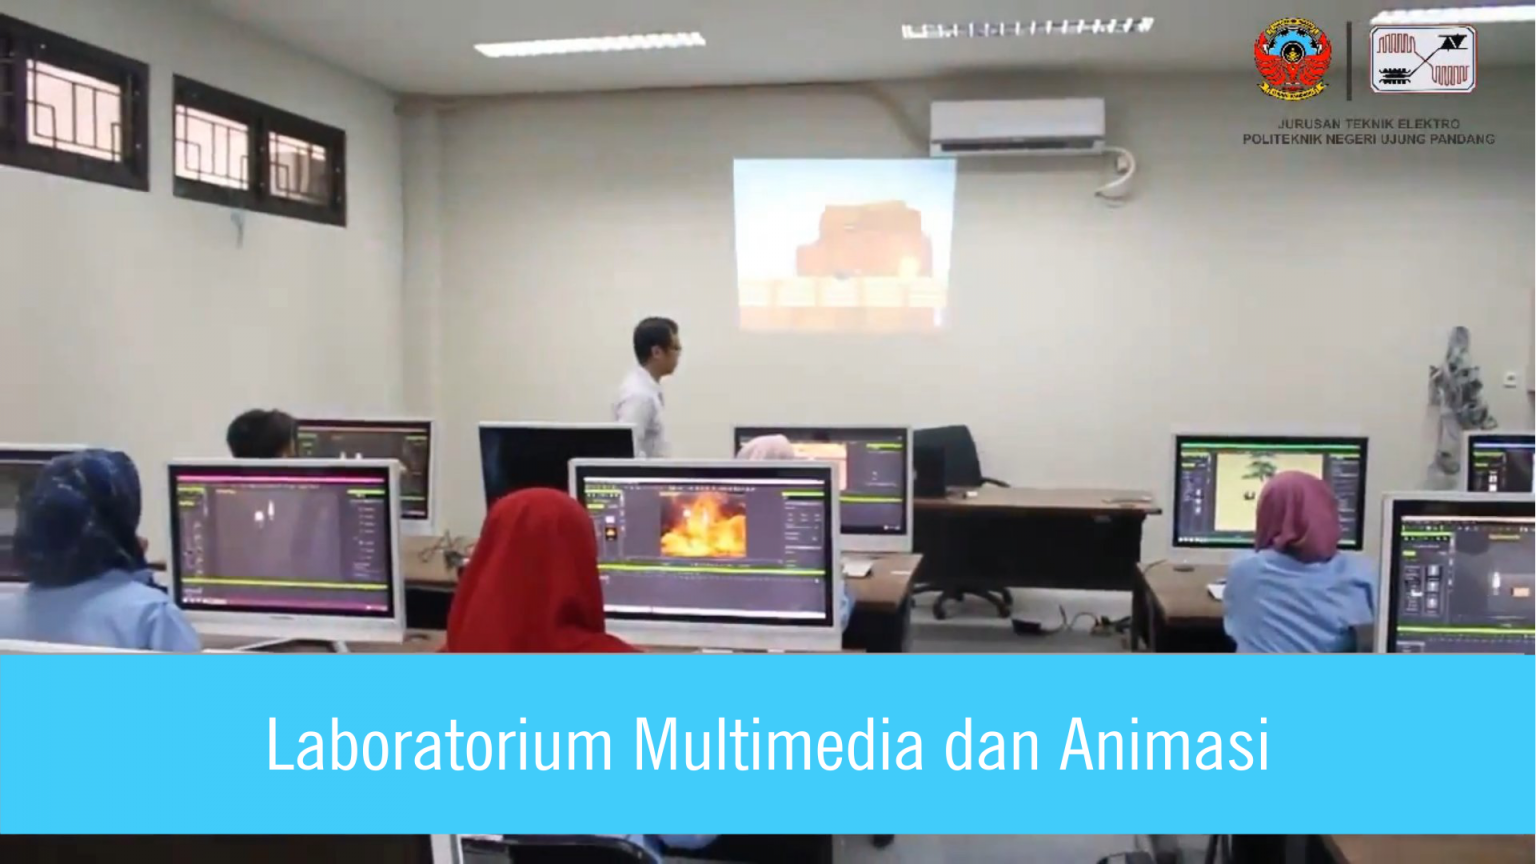 JURUSAN TEKNIK ELEKTRO
POLITEKNIK NEGERI UJUNG PANDANG
Laboratorium Multimedia dan Animasi